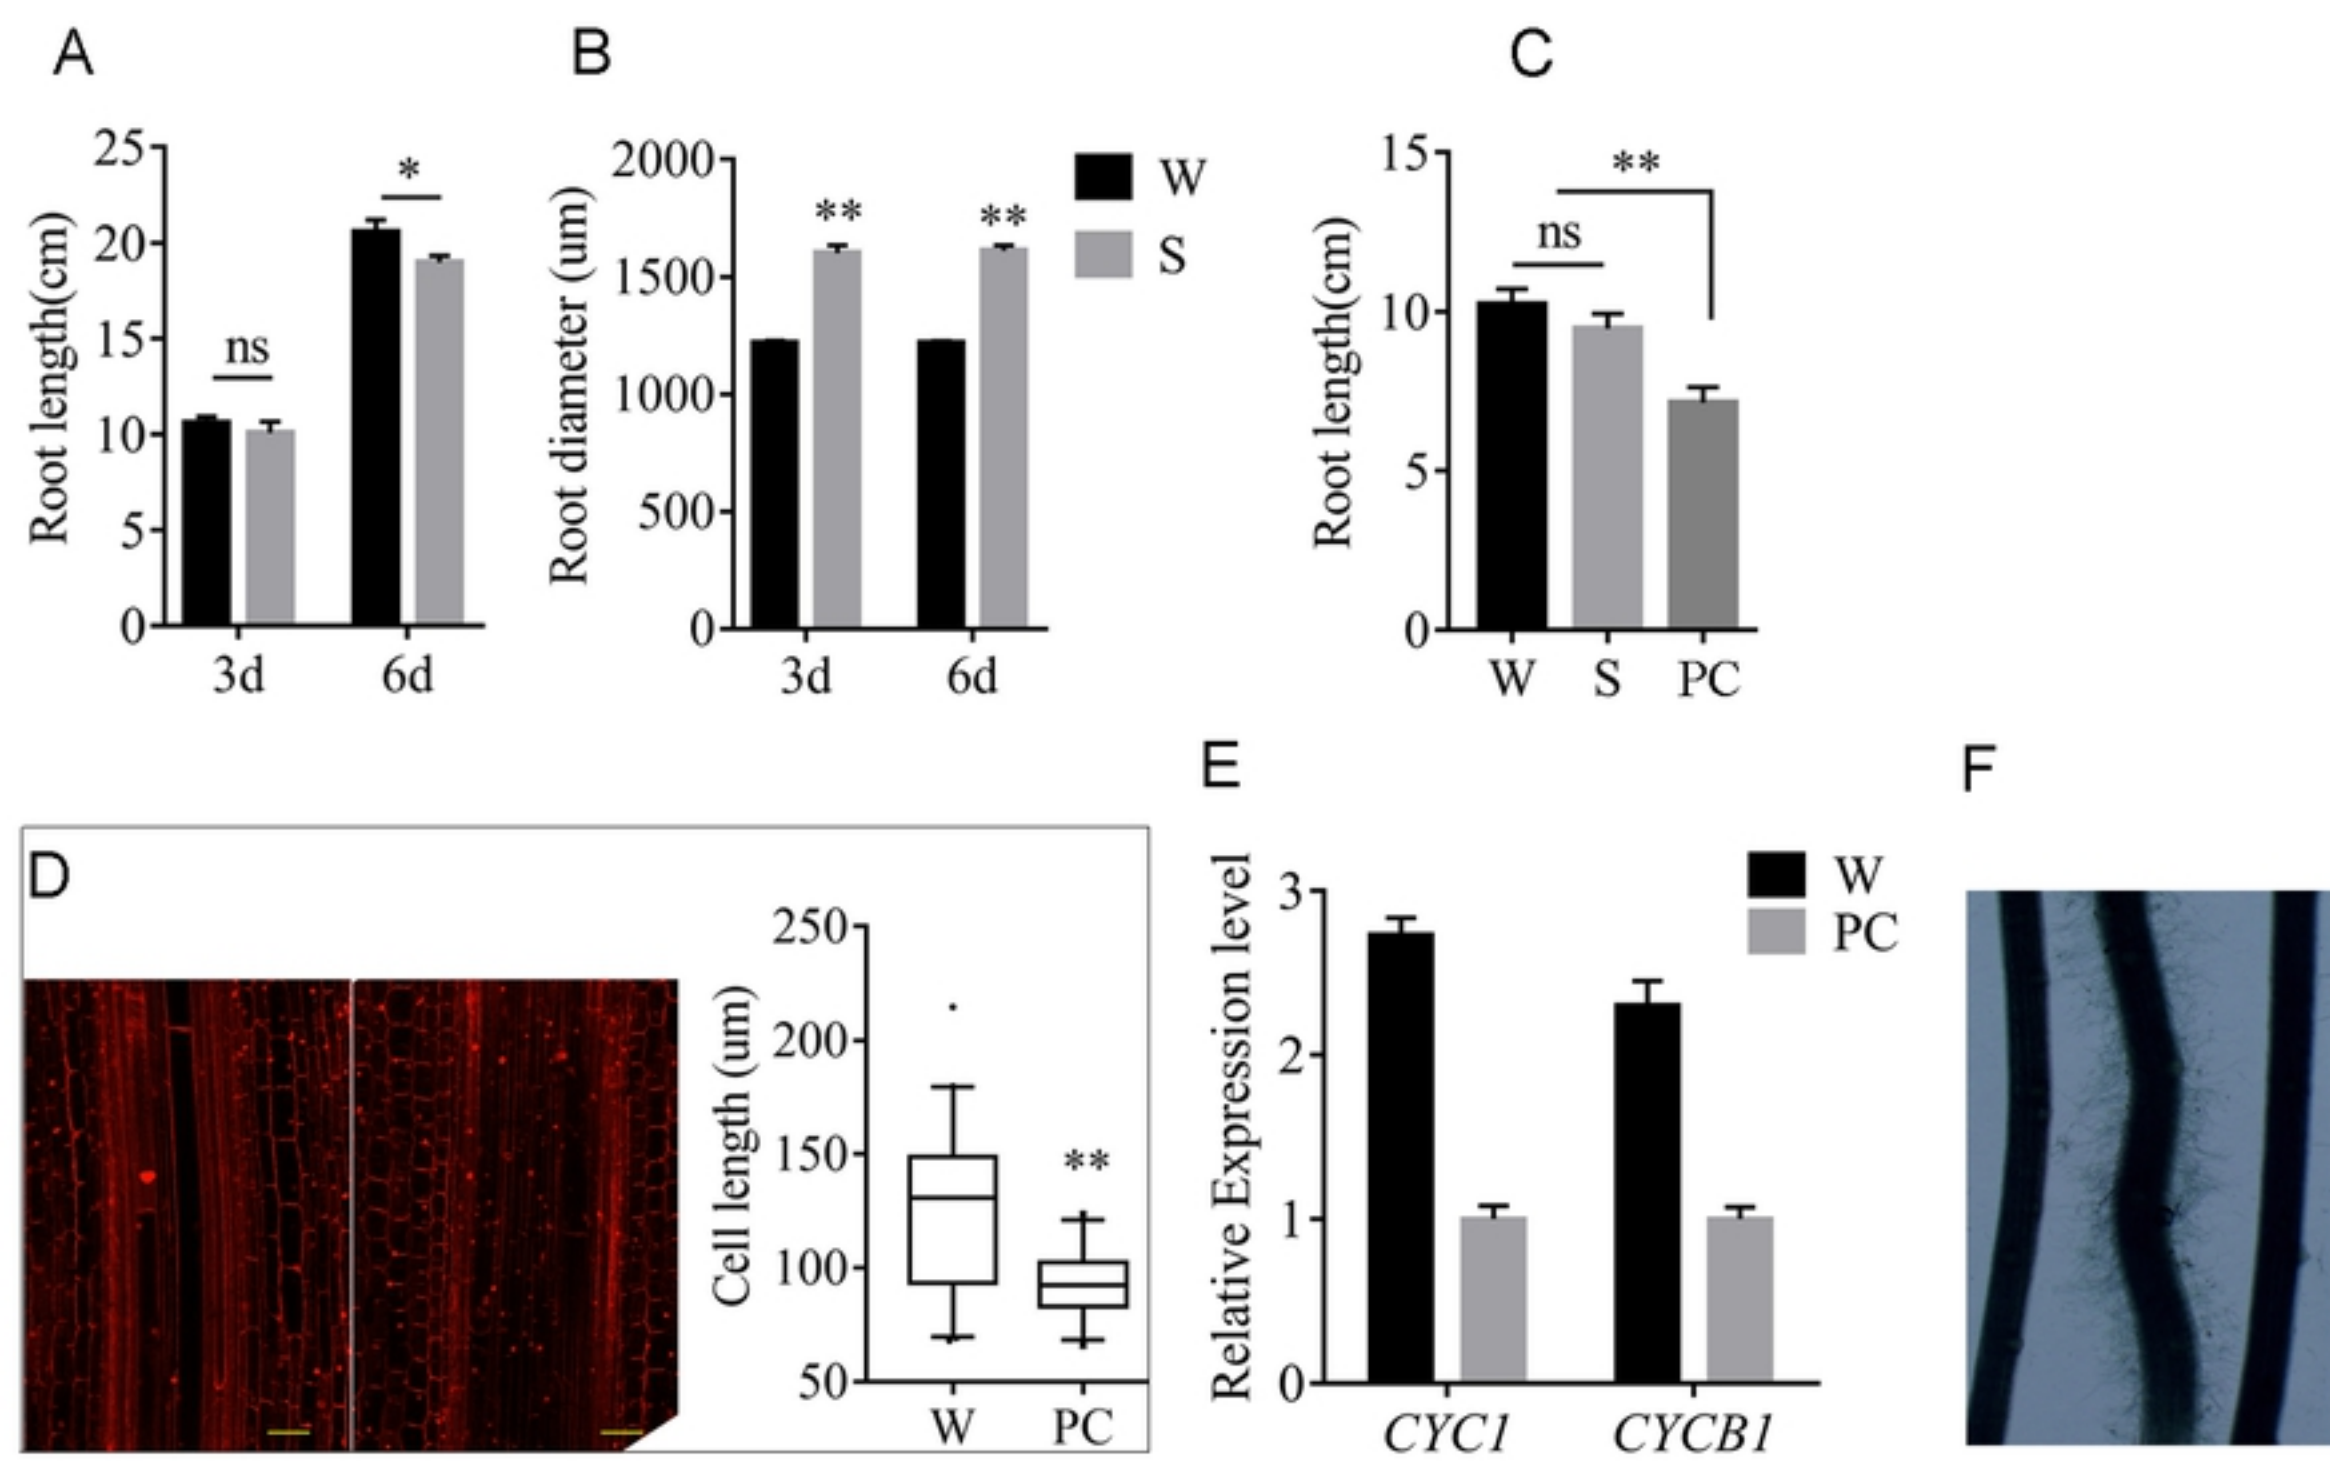 A
Root length(cm)
25
20
15
10
5
0
ns
*
3d
6d
B
Root diameter (um)
2000
1500
1000
500
0
**
**
3d
6d
W
S
C
Root length(cm)
15
10
5
0
ns
**
W
S
PC
D
Cell length (um)
250
200
150
100
50
**
W
PC
E
Relative Expression level
3
2
1
0
W
PC
CYC1
CYCB1
F